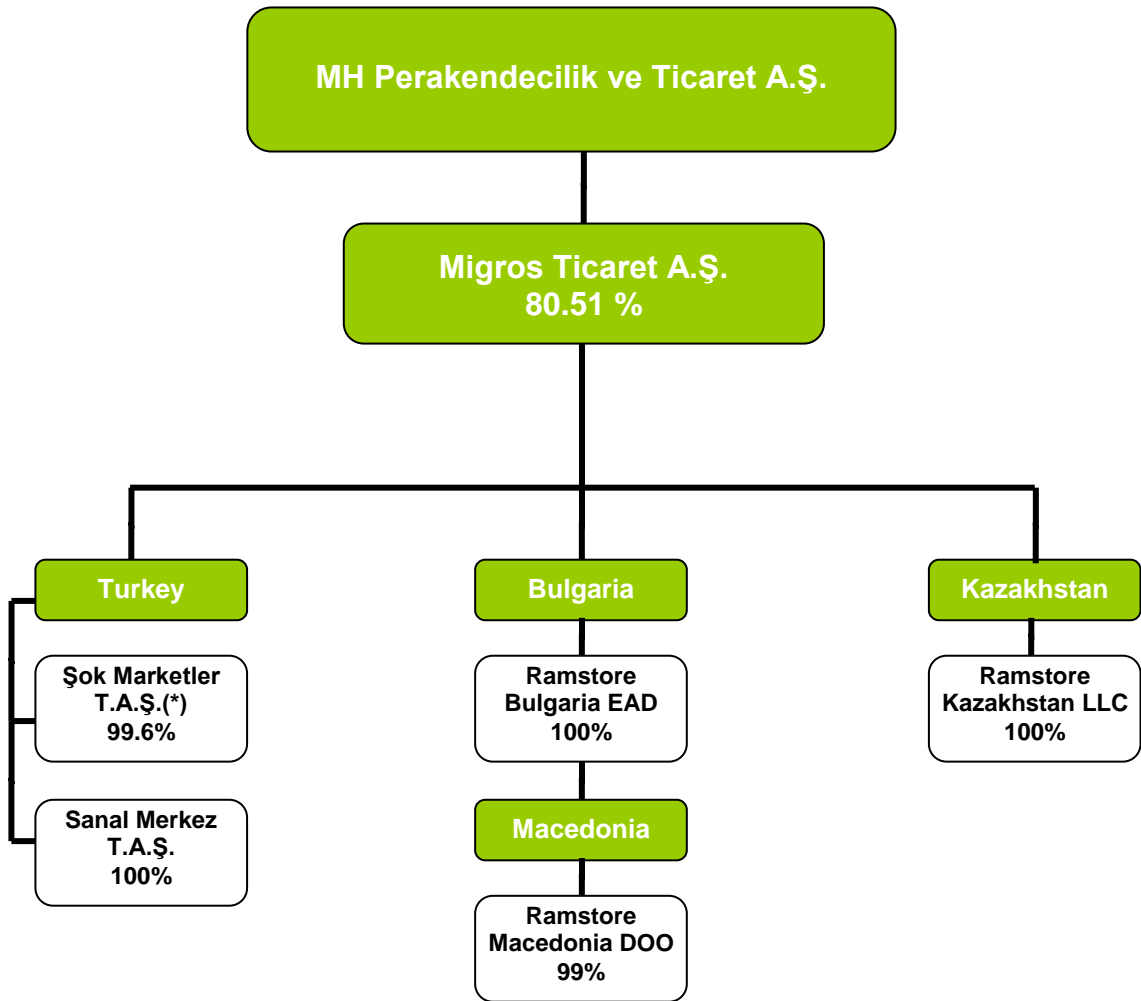 MH Perakendecilik ve Ticaret A.Ş.
Migros Ticaret A.Ş.
80.51 %
Turkey
Şok Marketler
T.A.Ş.(*)
99.6%
Sanal Merkez
T.A.Ş.
100%
Bulgaria
Ramstore
Bulgaria EAD
100%
Macedonia
Ramstore
Macedonia DOO
99%
Kazakhstan
Ramstore
Kazakhstan LLC
100%